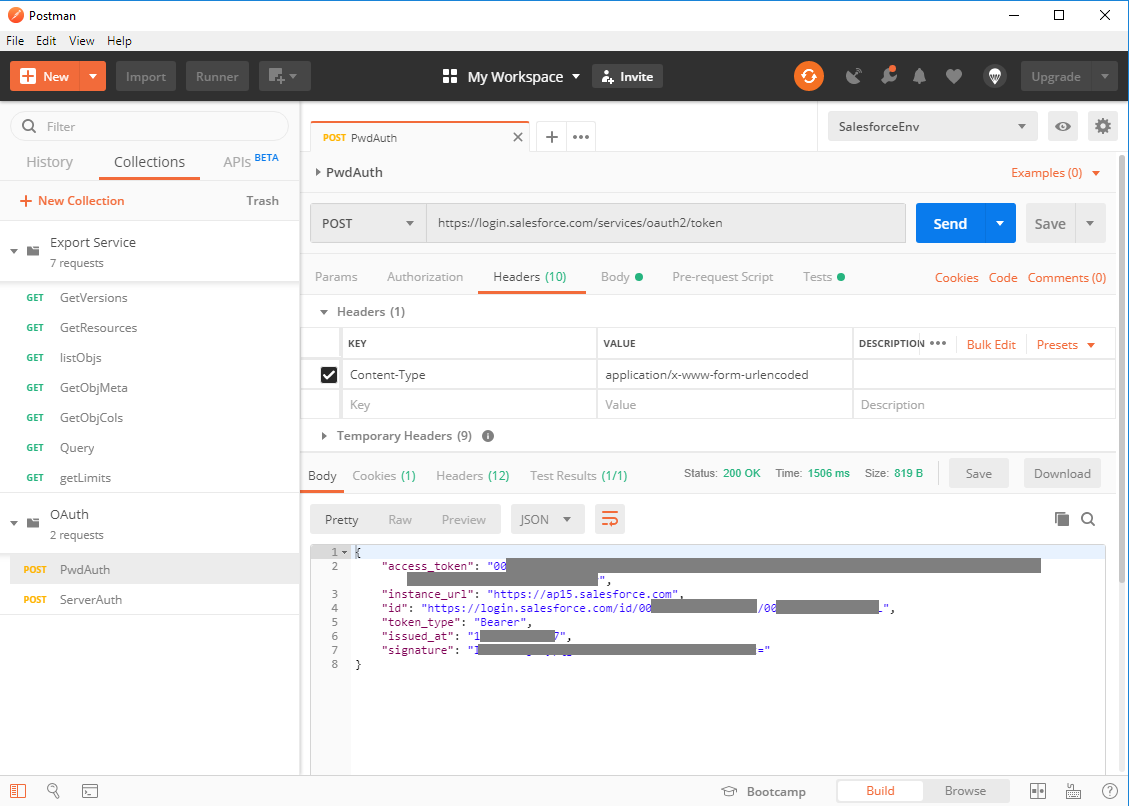 Postman
File Edit View Help
New Import Runner My Workspace Invite Upgrade
Filter
History Collections APIs BETA
New Collection Trash
Export Service
7 requests
GET GetVersions
GET GetResources
GET listObjs
GET GetObjMeta
GET GetObjCols
GET Query
GET getLimits
OAuth
2 requests
POST PwdAuth
POST ServerAuth
POST PwdAuth
SalesforceEnv
PwdAuth Examples (0)
POST https://login.salesforce.com/services/oauth2/token Send Save
Params Authorization Headers (10) Body Pre-request Script Tests Cookies Code Comments (0)
Headers (1)
KEY VALUE DESCRIPTION Bulk Edit Presets
Content-Type application/x-www-form-urlencoded
Key Value Description
Temporary Headers (9)
Body Cookies (1) Headers (12) Test Results (1/1) Status: 200 OK Time: 1506 ms Size: 819 B Save Download
Pretty Raw Preview JSON
1 {
2 "access_token": "00
",
3 "instance_url": "https://ap15.salesforce.com",
4 "id": "https://login.salesforce.com/id/00 /00 ",
5 "token_type": "Bearer",
6 "issued_at": "1 7",
7 "signature": "I ="
8 }
Bootcamp Build Browse